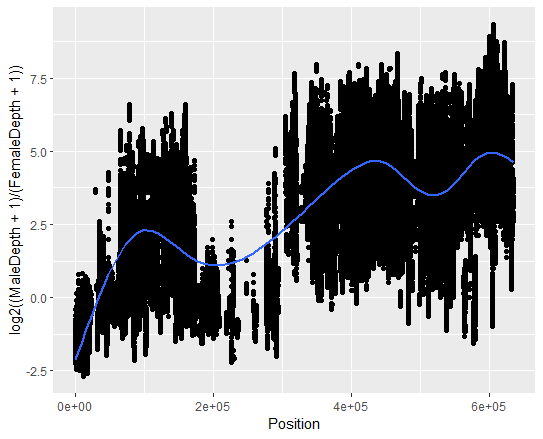 log2((MaleDepth + 1)/(FemaleDepth + 1))
7.5
5.0
2.5
0.0
-2.5
0e+00
2e+05
4e+05
6e+05
Position